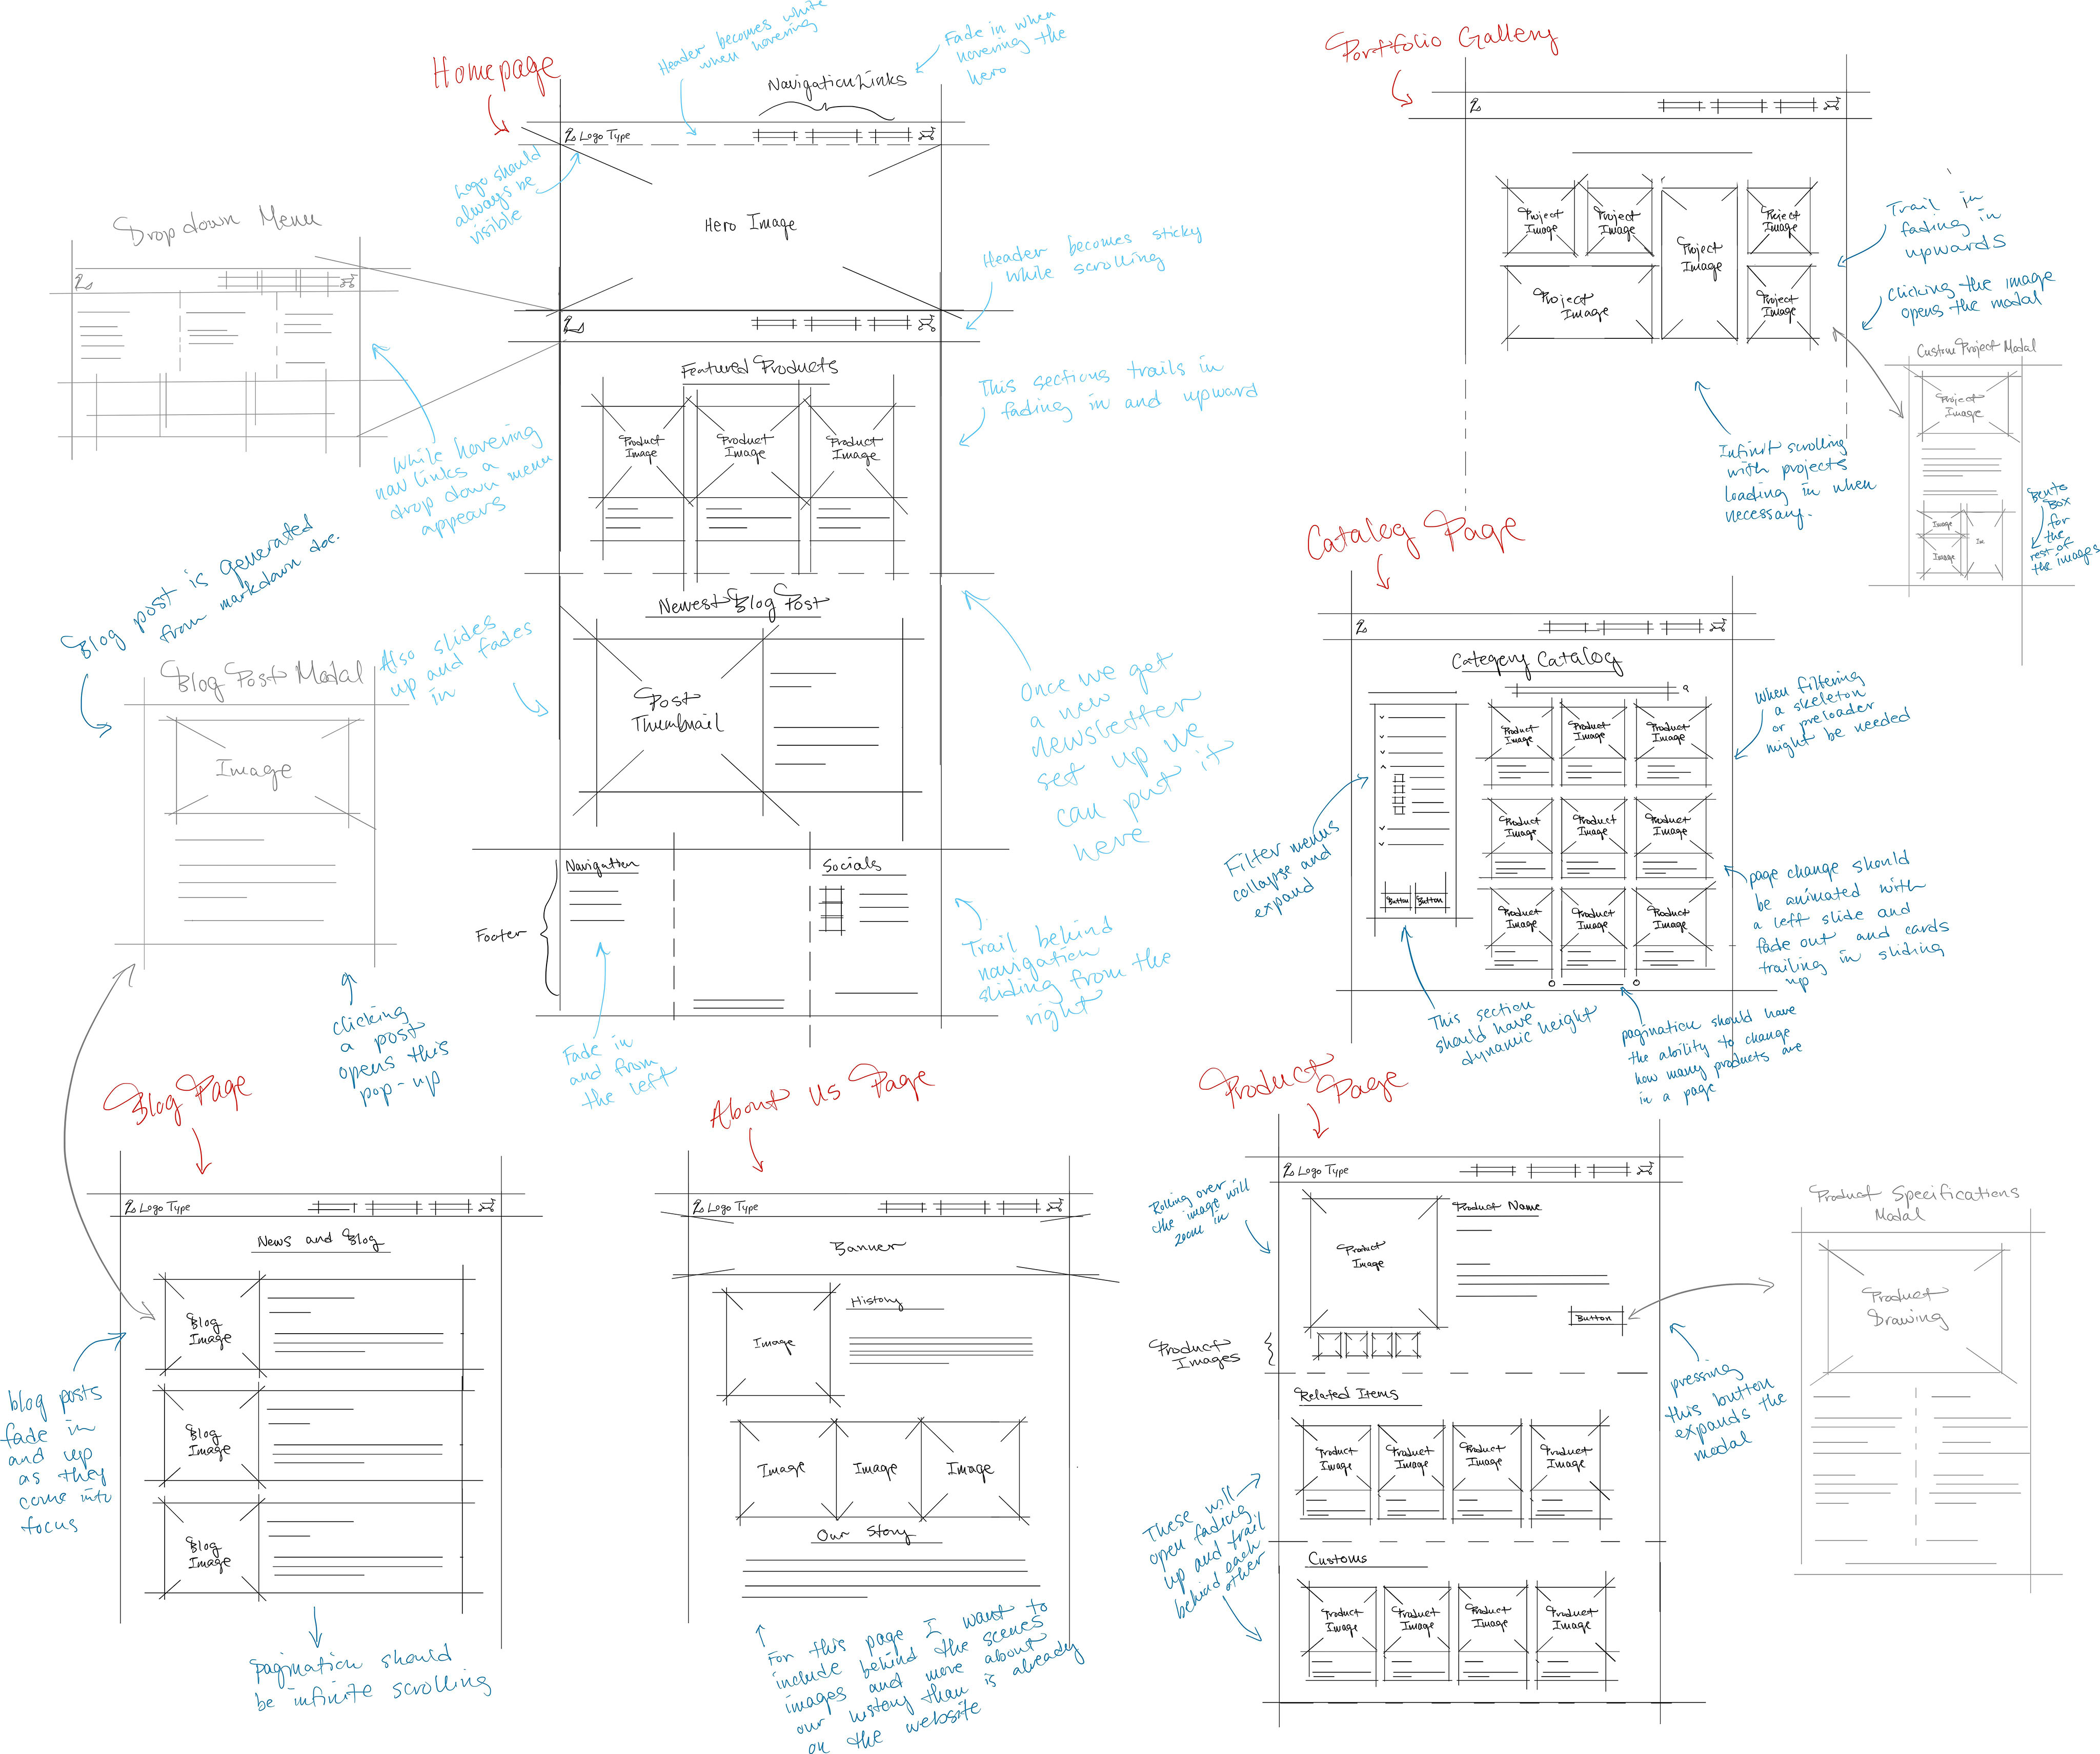 Homepage
Header becomes white
when hovering
Fade in when
hovering the
hero
Navigation Links
Logo Type
Logo should
always be
visible
Hero Image
Header becomes sticky
while scrolling
Dropdown Menu
While hovering
nav links a
drop down menu
appears
Featured Products
Product
Image
Product
Image
Product
Image
This sections trails in
fading in and upward
Newest Blog Post
Post
Thumbnail
Also slides
up and fades
in
Once we get
a new
newsletter
set up we
can put it
here
Footer
Navigation
Socials
Fade in
and from
the left
Trail behind
navigation
sliding from the
right
Blog post is generated
from markdown doc.
Blog Post Modal
Image
clicking
a post
opens this
pop-up
Blog Page
Logo Type
News and Blog
Blog
Image
Blog
Image
Blog
Image
blog posts
fade in
and up
as they
come into
focus
Pagination should
be infinite scrolling
About Us Page
Logo Type
Banner
Image
History
Image
Image
Image
Our Story
For this page I want to
include behind the scenes
images and more about
our history than is already
on the website
Portfolio Gallery
Project
Image
Project
Image
Project
Image
Project
Image
Project
Image
Project
Image
Trail in
fading in
upwards
Clicking the image
opens the modal
Infinit scrolling
with projects
loading in when
necessary.
Custom Project Modal
Project
Image
Image
Image
Bento
Box
for
the
rest of
the images
Catalog Page
Category Catalog
Button
Button
Product
Image
Product
Image
Product
Image
Product
Image
Product
Image
Product
Image
Product
Image
Product
Image
Product
Image
when filtering
a skeleton
or preloader
might be needed
Filter menus
collapse and
expand
page change should
be animated with
a left slide and
fade out and cards
trailing in sliding
up
This section
should have
dynamic height
pagination should have
the ability to change
how many products are
in a page
Product
Page
Logo Type
Rolling over
the image will
zoom in
Product
Image
Product Name
Button
Product
Images
pressing
this button
expands the
modal
Product Specifications
Modal
Product
Drawing
Related Items
Product
Image
Product
Image
Product
Image
Product
Image
These will
open fading
up and trail
behind each
other
Customs
Product
Image
Product
Image
Product
Image
Product
Image